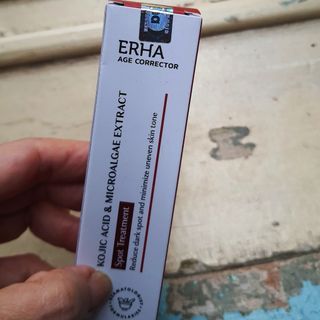 ERHA
AGE CORRECTOR
KOJIC ACID & MICROALGAE EXTRACT
Spot Treatment
Reduce dark spot and minimize uneven skin tone